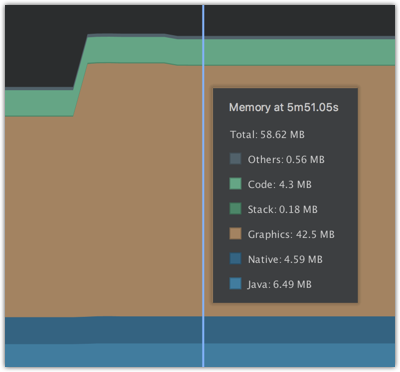 Memory at 5m51.05s
Total: 58.62 MB
Others: 0.56 MB
Code: 4.3 MB
Stack: 0.18 MB
Graphics: 42.5 MB
Native: 4.59 MB
Java: 6.49 MB